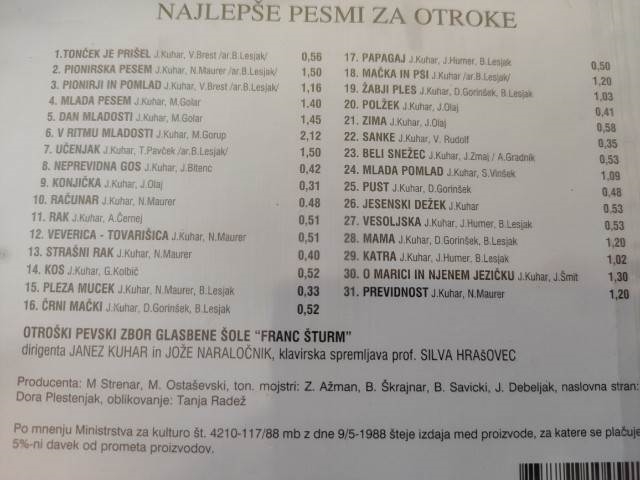 NAJLEPŠE PESMI ZA OTROKE
1.TONČEK JE PRIŠEL J.Kuhar, V.Brest /ar.B.Lesjak/ 0,56
2. PIONIRSKA PESEM J.Kuhar, N.Maurer /ar.B.Lesjak/ 1,50
3. PIONIRJI IN POMLAD J.Kuhar, V.Brest /ar.B.Lesjak/ 1,16
4. MLADA PESEM J.Kuhar, M.Golar 1.40
5. DAN MLADOSTI J.Kuhar, M.Golar 1,45
6. V RITMU MLADOSTI J.Kuhar, M.Gorup 2,12
7. UČENJAK J.Kuhar, T.Pavček /ar.B.Lesjak/ 1,50
8. NEPREVIDNA GOS J.Kuhar, J.Bitenc 0,42
9. KONJIČKA J.Kuhar, J.Olaj 0,31
10. RAČUNAR J.Kuhar, N.Maurer 0.48
11. RAK J.Kuhar, A.Černej 0,51
12. VEVERICA - TOVARIŠICA J.Kuhar, N.Maurer 0,51
13. STRAŠNI RAK J.Kuhar, N.Maurer 0,40
14. KOS J.Kuhar, G.Kolbič 0,52
15. PLEZA MUCEK J.Kuhar, N.Maurer, B.Lesjak 0,33
16. ČRNI MAČKI J.Kuhar, D.Gorinšek, B.Lesjak 0,52
17. PAPAGAJ J.Kuhar, J.Humer, B.Lesjak 0,50
18. MAČKA IN PSI J.Kuhar /ar.B.Lesjak/ 1,20
19. ŽABJI PLES J.Kuhar, D.Gorinšek, B.Lesjak 1,03
20. POLŽEK J.Kuhar, J.Olaj 0,41
21. ZIMA J.Kuhar, J.Olaj 0,58
22. SANKE J.Kuhar, V. Rudolf 0,35
23. BELI SNEŽEC J.Kuhar, J.Zmaj / A.Gradnik 0,53
24. MLADA POMLAD J.Kuhar, S.Vinšek 1,09
25. PUST J.Kuhar, D.Gorinšek 0,48
26. JESENSKI DEŽEK J.Kuhar 0,53
27. VESOLJSKA J.Kuhar, J.Humer, B.Lesjak 0,53
28. MAMA J.Kuhar, D.Gorinšek, B.Lesjak 1,20
29. KATRA J.Kuhar, J.Humer, B.Lesjak 1,02
30. O MARICI IN NJENEM JEZIČKU J.Kuhar, J.Šmit 1,30
31. PREVIDNOST J.Kuhar, N.Maurer 1,20
OTROŠKI PEVSKI ZBOR GLASBENE ŠOLE "FRANC ŠTURM"
dirigenta JANEZ KUHAR in JOŽE NARALOČNIK, klavirska spremljava prof. SILVA HRAŠOVEC
Producenta: M Strenar, M. Ostaševski, ton. mojstri: Z. Ažman, B. Škrajnar, B. Savicki, J. Debeljak, naslovna stran:
Dora Plestenjak, oblikovanje: Tanja Radež
Po mnenju Ministrstva za kulturo št. 4210-117/88 mb z dne 9/5-1988 šteje izdaja med proizvode, za katere se plačuje
5%-ni davek od prometa proizvodov.